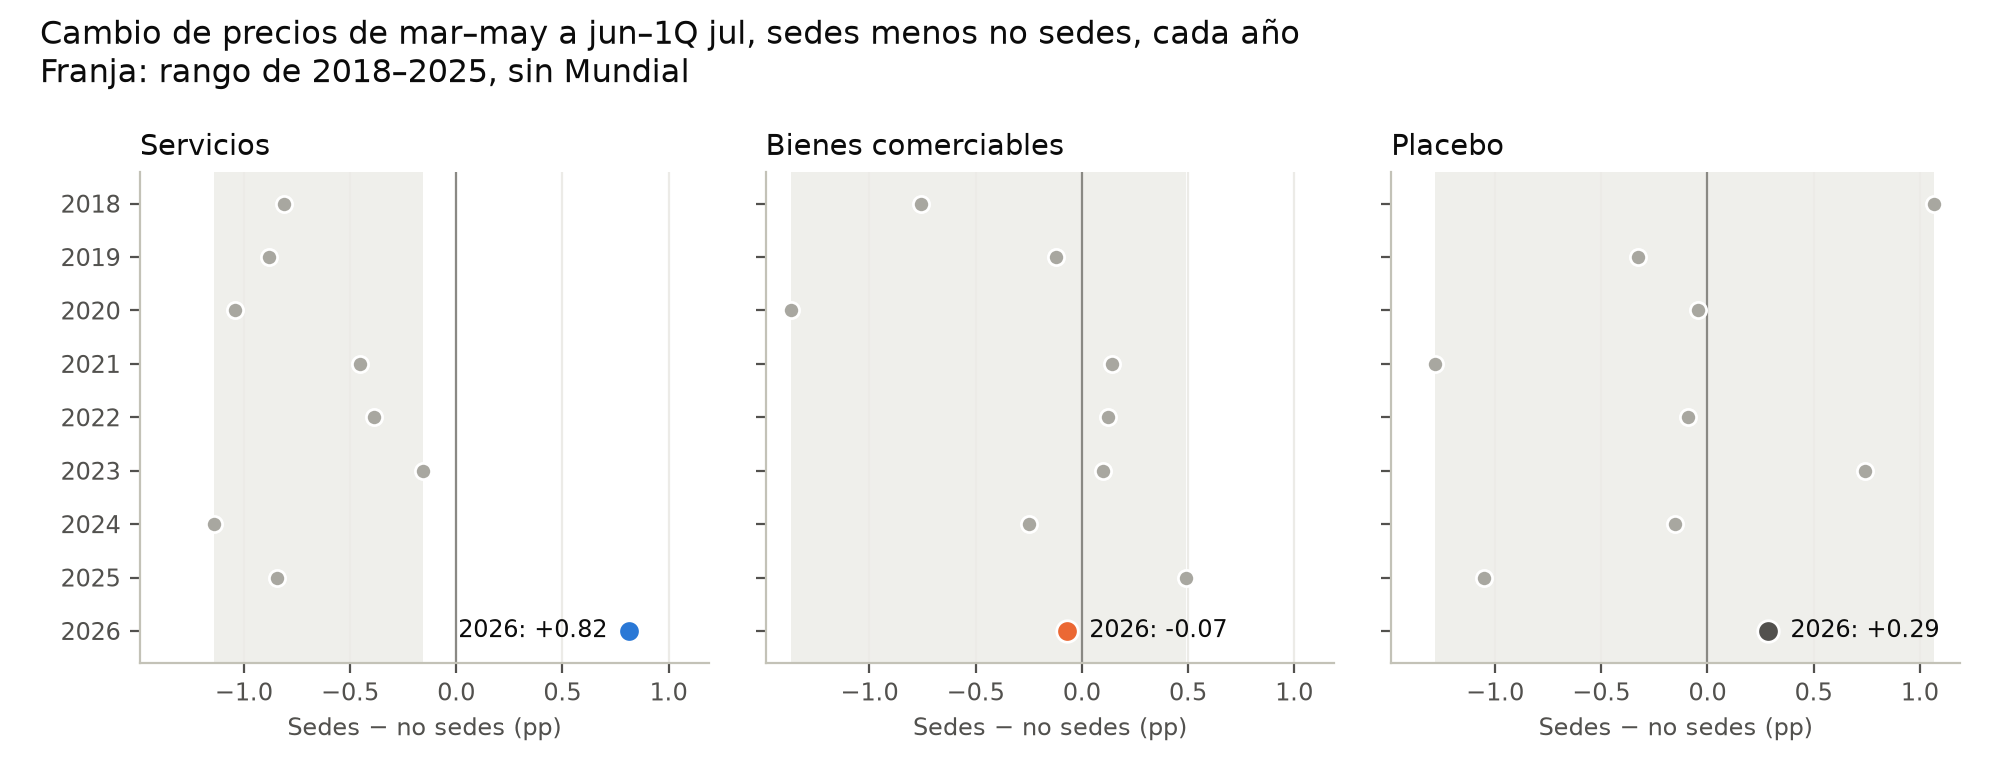 Cambio de precios de mar–may a jun–1Q jul, sedes menos no sedes, cada año
Franja: rango de 2018–2025, sin Mundial
Servicios
Bienes comerciables
Placebo
2018
2019
2020
2021
2022
2023
2024
2025
2026
2026: +0.82
2026: -0.07
2026: +0.29
−1.0 −0.5 0.0 0.5 1.0
−1.0 −0.5 0.0 0.5 1.0
−1.0 −0.5 0.0 0.5 1.0
Sedes − no sedes (pp)
Sedes − no sedes (pp)
Sedes − no sedes (pp)